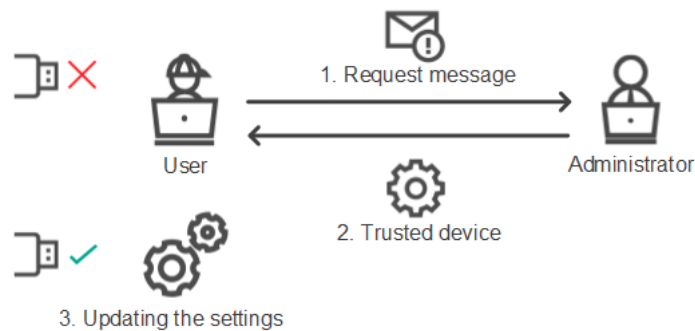 1. Request message
User
Administrator
2. Trusted device
3. Updating the settings